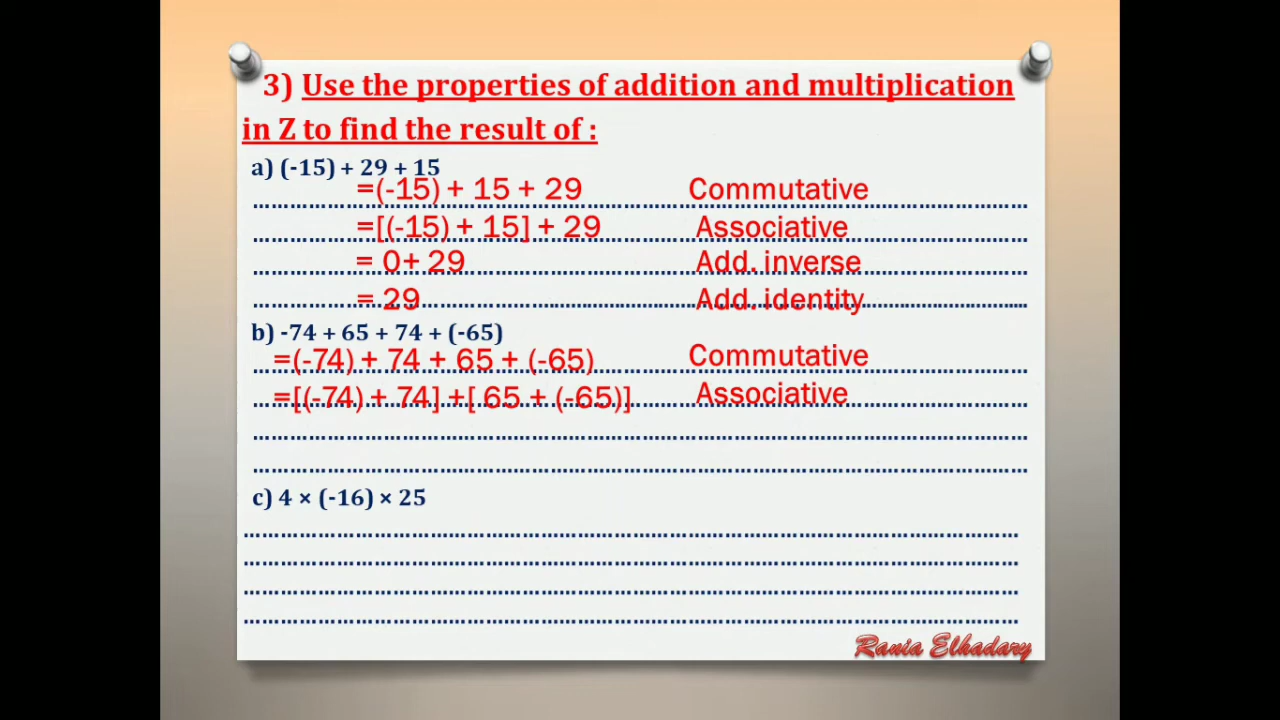 3) Use the properties of addition and multiplication
in Z to find the result of :
a) (-15) + 29 + 15
=(-15) + 15 + 29 Commutative
=[(-15) + 15] + 29 Associative
= 0+ 29 Add. inverse
= 29 Add. identity
b) -74 + 65 + 74 + (-65)
=(-74) + 74 + 65 + (-65) Commutative
=[(-74) + 74] +[ 65 + (-65)] Associative
c) 4 × (-16) × 25
Rania Elhadary